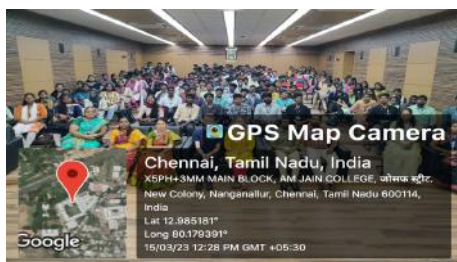 GPS Map Camera
Chennai, Tamil Nadu, India
X5PH+3MM MAIN BLOCK, AM JAIN COLLEGE, जोसफ स्ट्रीट,
New Colony, Nanganallur, Chennai, Tamil Nadu 600114,
India
Lat 12.985181°
Long 80.179391°
15/03/23 12:28 PM GMT +05:30
Google